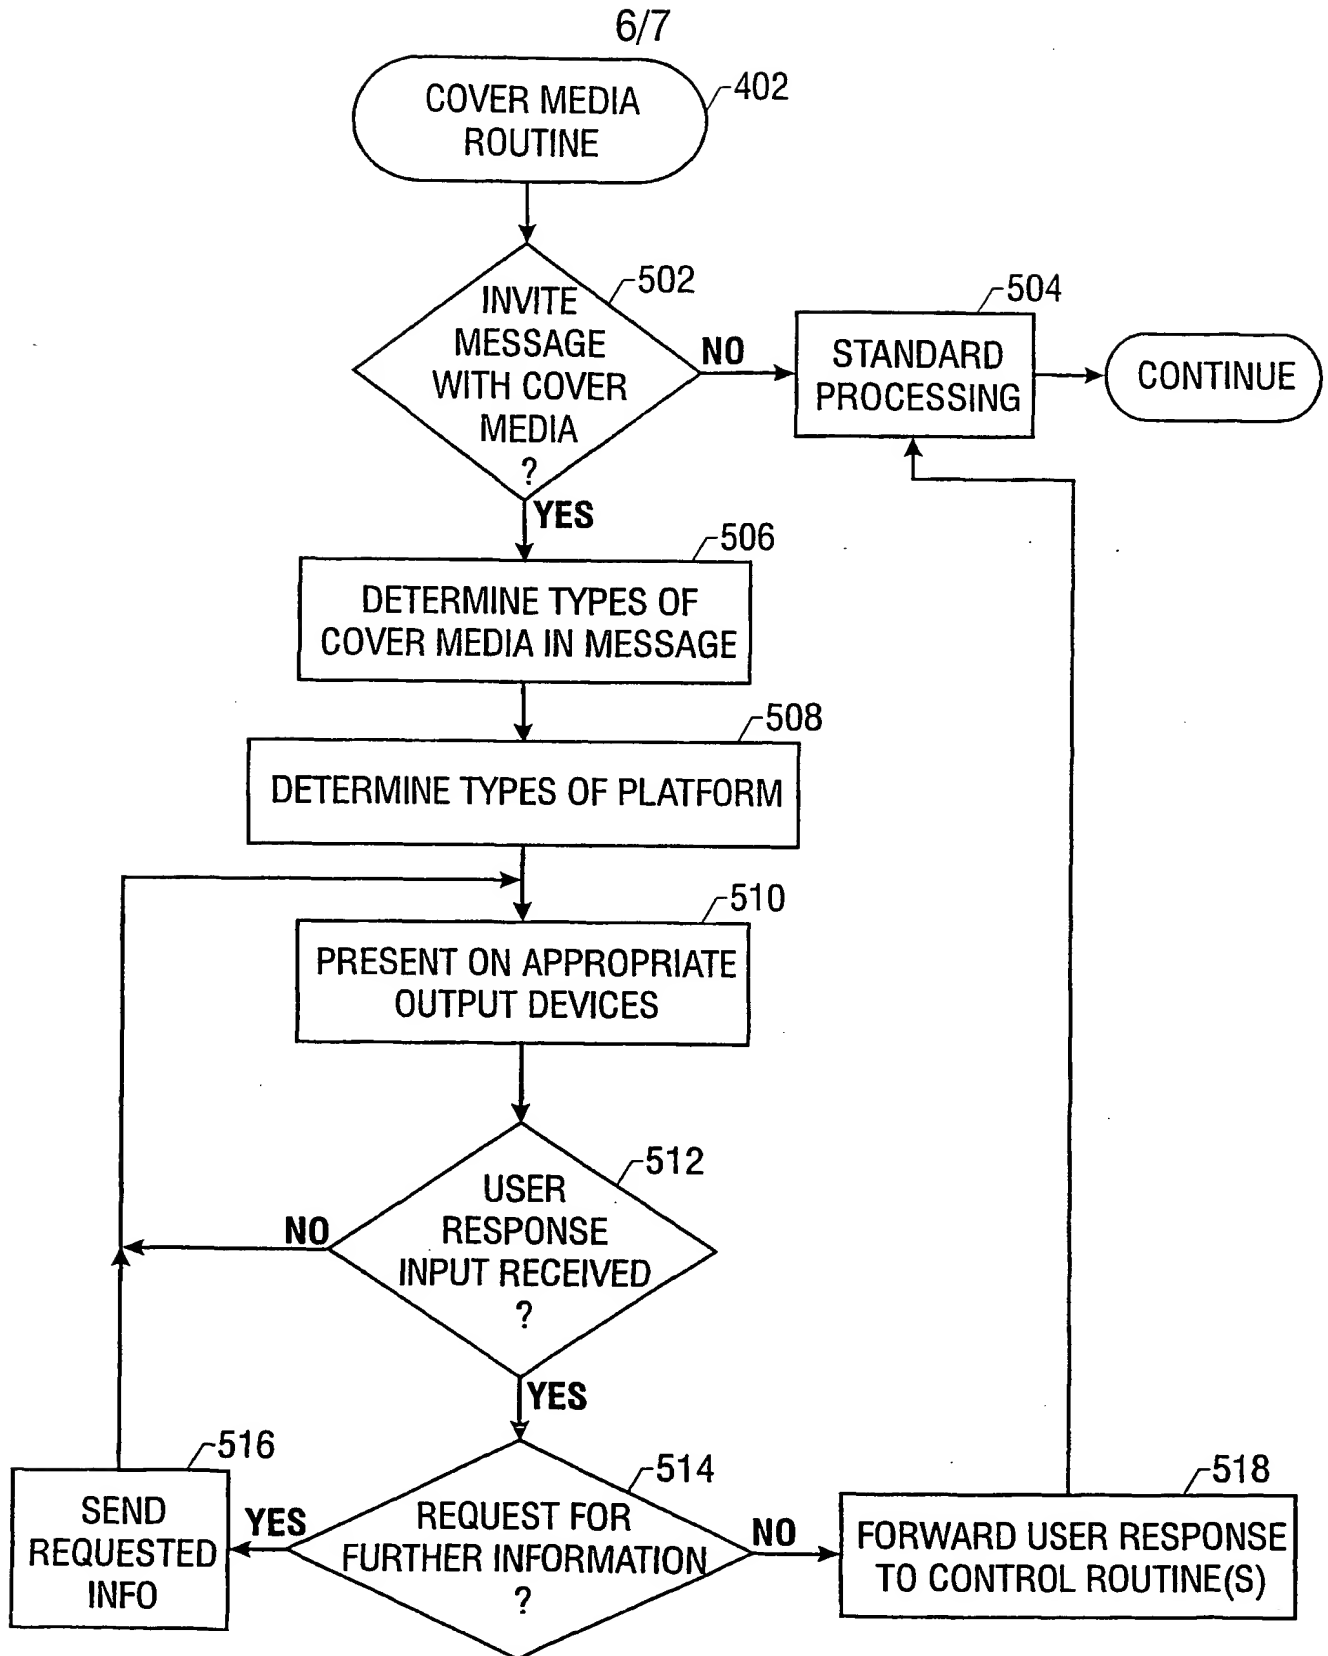 6/7
COVER MEDIA
ROUTINE
402
INVITE
MESSAGE
WITH COVER
MEDIA
?
502
NO
504
STANDARD
PROCESSING
CONTINUE
YES
506
DETERMINE TYPES OF
COVER MEDIA IN MESSAGE
508
DETERMINE TYPES OF PLATFORM
510
PRESENT ON APPROPRIATE
OUTPUT DEVICES
512
USER
RESPONSE
INPUT RECEIVED
?
NO
YES
514
REQUEST FOR
FURTHER INFORMATION
?
YES
516
SEND
REQUESTED
INFO
NO
518
FORWARD USER RESPONSE
TO CONTROL ROUTINE(S)